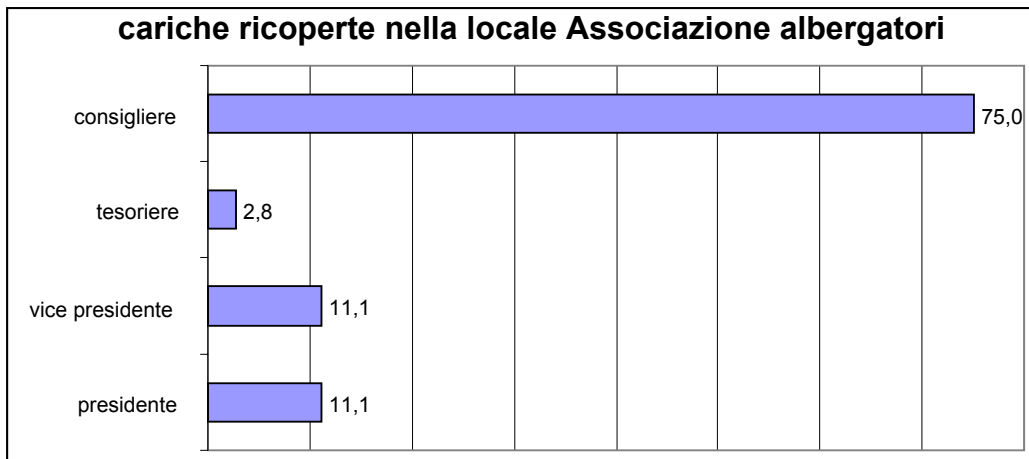 cariche ricoperte nella locale Associazione albergatori
consigliere 75,0
tesoriere 2,8
vice presidente 11,1
presidente 11,1